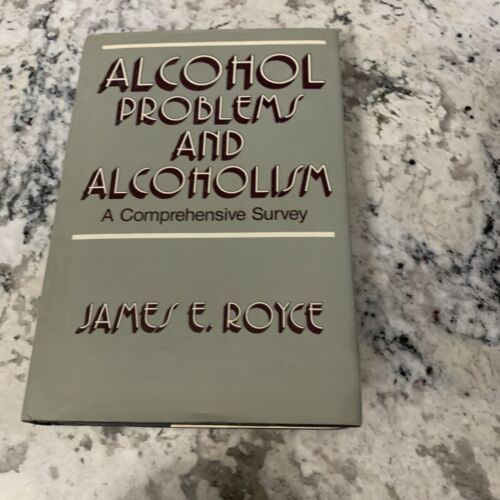 ALCOHOL
PROBLEMS
AND
ALCOHOLISM
A Comprehensive Survey
JAMES E. ROYCE